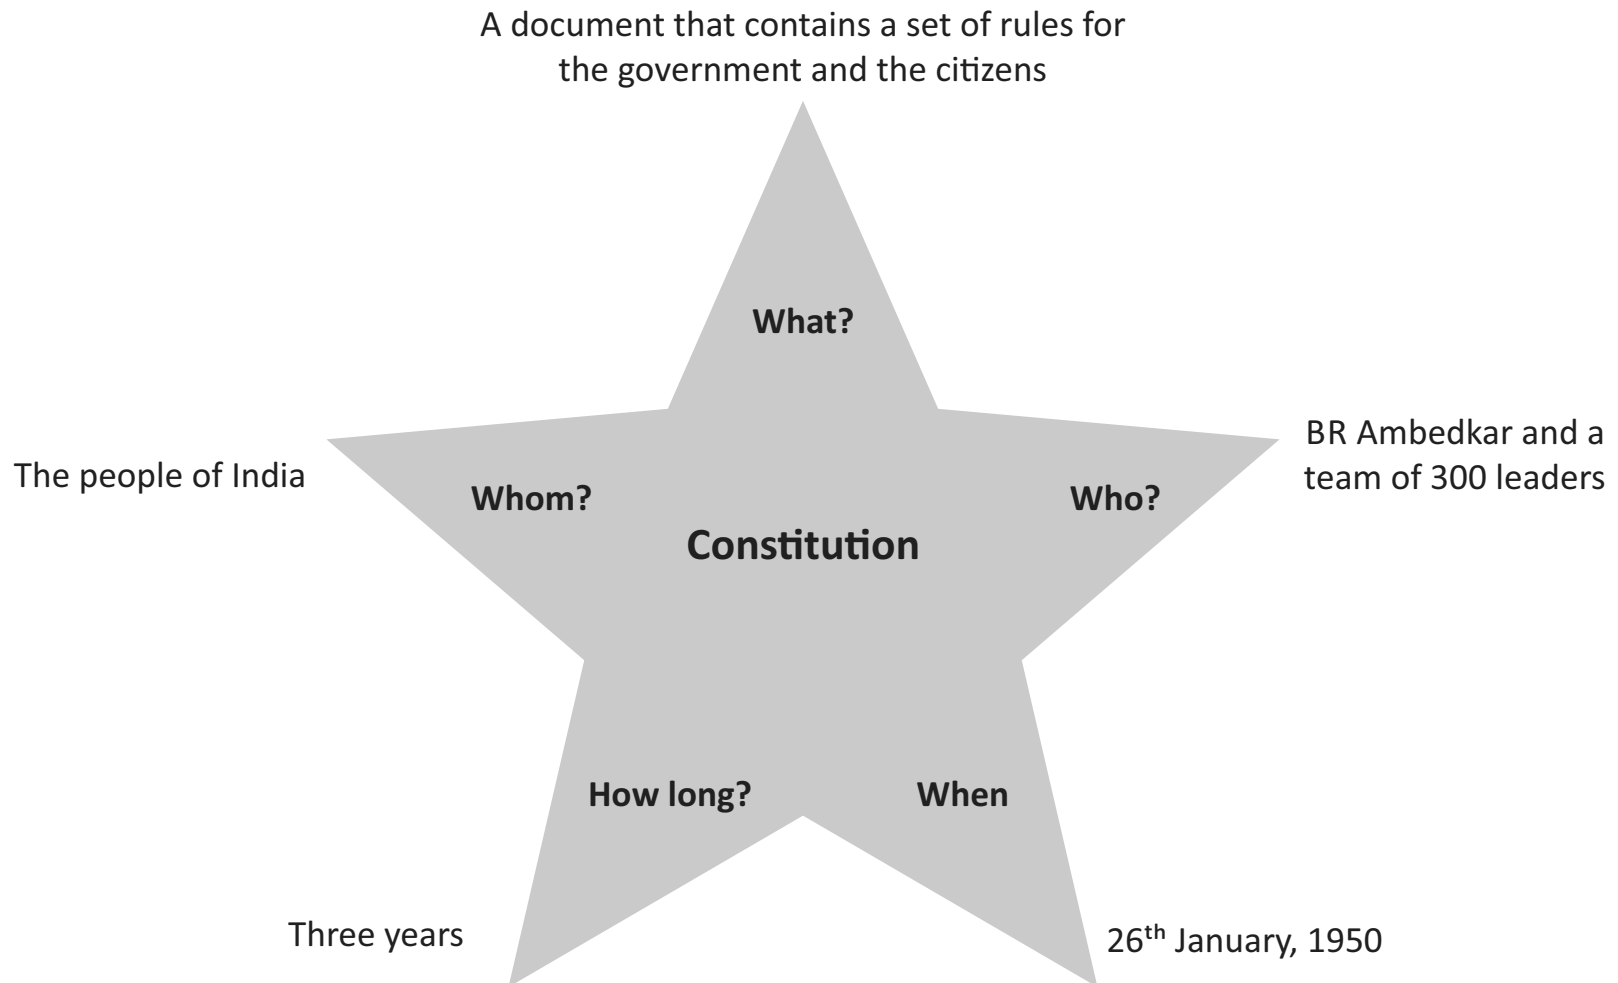 A document that contains a set of rules for
the government and the citizens
What?
The people of India
Whom?
Constitution
Who?
BR Ambedkar and a
team of 300 leaders
How long?
When
Three years
26th January, 1950